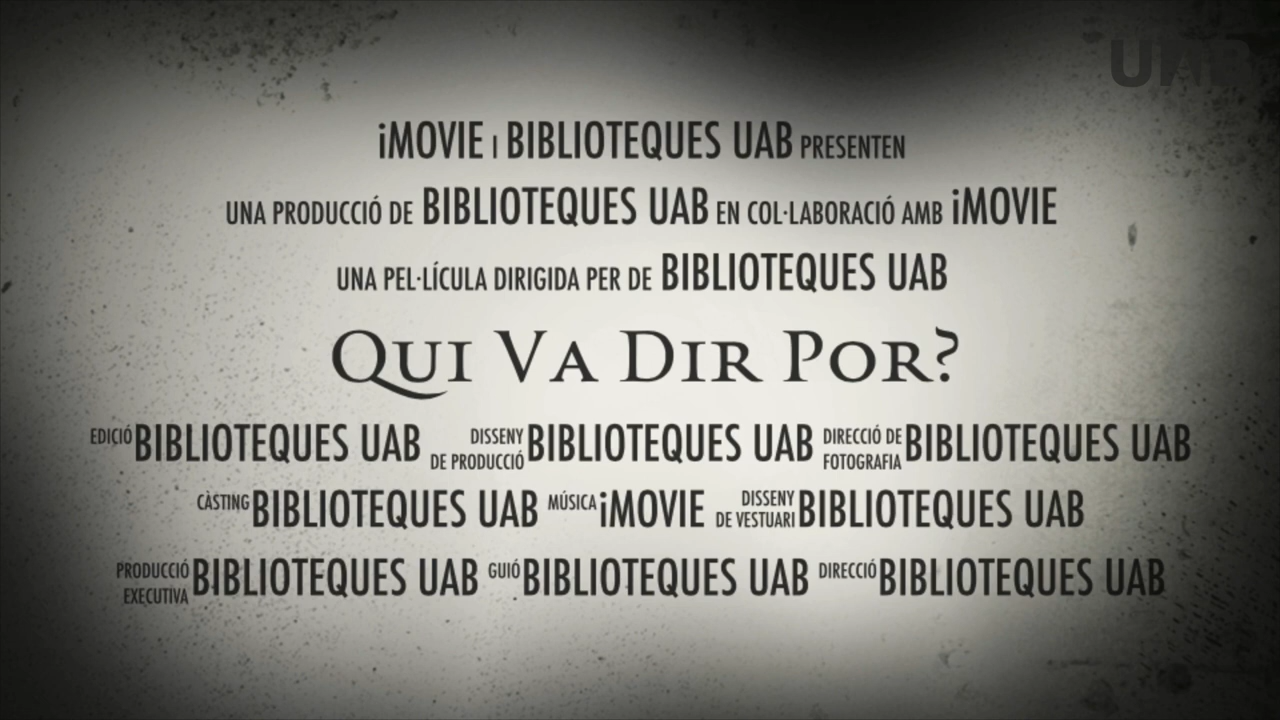 UAB
iMOVIE I BIBLIOTEQUES UAB PRESENTEN
UNA PRODUCCIÓ DE BIBLIOTEQUES UAB EN COL·LABORACIÓ AMB iMOVIE
UNA PEL·LÍCULA DIRIGIDA PER DE BIBLIOTEQUES UAB
QUI VA DIR POR?
EDICIÓ BIBLIOTEQUES UAB DISSENY DE PRODUCCIÓ BIBLIOTEQUES UAB DIRECCIÓ DE FOTOGRAFIA BIBLIOTEQUES UAB
CÀSTING BIBLIOTEQUES UAB MÚSICA iMOVIE DISSENY DE VESTUARI BIBLIOTEQUES UAB
PRODUCCIÓ EXECUTIVA BIBLIOTEQUES UAB GUIÓ BIBLIOTEQUES UAB DIRECCIÓ BIBLIOTEQUES UAB